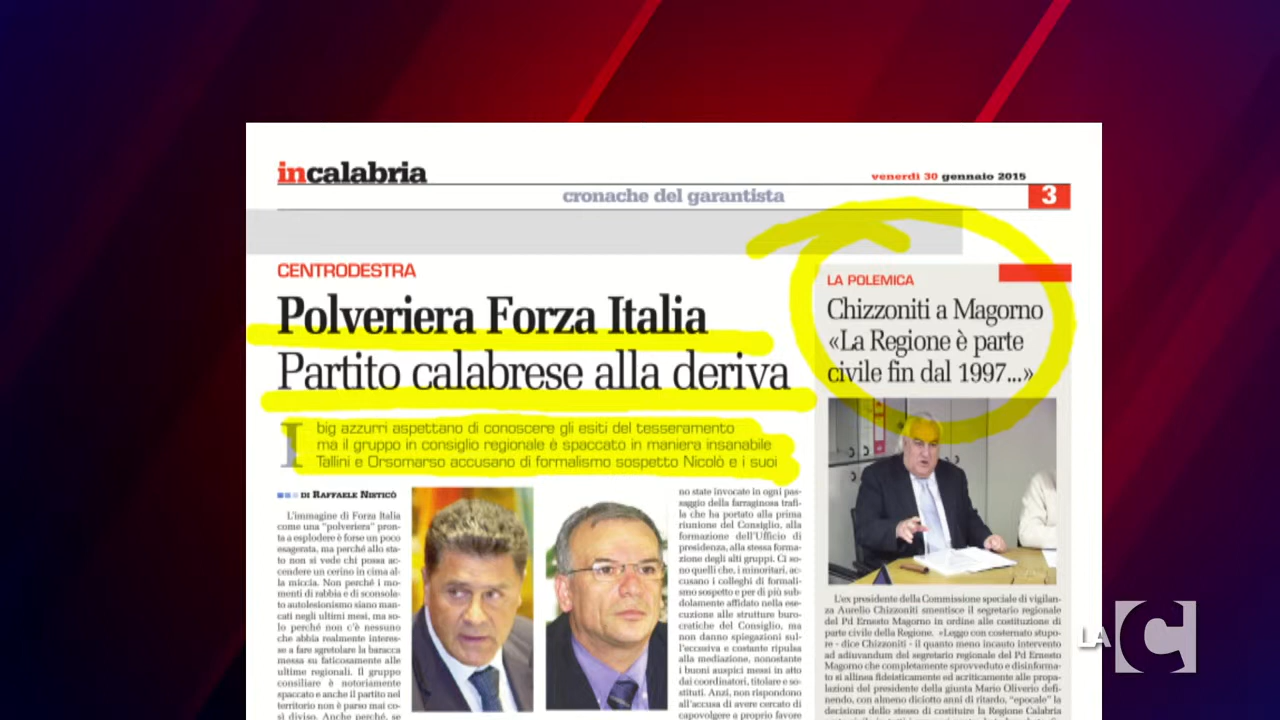 incalabria
venerdì 30 gennaio 2015
cronache del garantista
3
CENTRODESTRA
Polveriera Forza Italia
Partito calabrese alla deriva
I big azzurri aspettano di conoscere gli esiti del tesseramento
ma il gruppo in consiglio regionale è spaccato in maniera insanabile
Tallini e Orsomarso accusano di formalismo sospetto Nicolò e i suoi
DI RAFFAELE NISTICÒ
L'immagine di Forza Italia
come una "polveriera" pron-
ta a esplodere è forse un poco
esagerata, ma perché allo sta-
to non si vede chi possa ac-
cendere un cerino in cima al-
la miccia. Non perché i mo-
menti di rabbia e di sconsola-
to autolesionismo siano man-
cati negli ultimi mesi, ma so-
lo perché non c'è nessuno
che abbia realmente interes-
se a fare sgretolare la baracca
messa su faticosamente alle
ultime regionali. Il gruppo
consiliare è notoriamente
spaccato e anche il partito nel
territorio non è parso mai co-
sì diviso. Anche perché, se
no state invocate in ogni pas-
saggio della farraginosa trafi-
la che ha portato alla prima
riunione del Consiglio, alla
formazione dell'Ufficio di
presidenza, alla stessa forma-
zione degli alti gruppi. Ci so-
no quelli che, i minoritari, ac-
cusano i colleghi di formali-
smo sospetto e per di più sub-
dolamente affidato nella ese-
cuzione alle strutture buro-
cratiche del Consiglio, ma
non danno spiegazioni sul-
l'eccessiva e costante ripulsa
alla mediazione, nonostante
i buoni auspici messi in atto
dai coordinatori, titolare e so-
stituti. Anzi, non rispondono
all'accusa di avere cercato di
capovolgere a proprio favore
LA POLEMICA
Chizzoniti a Magorno
«La Regione è parte
civile fin dal 1997...»
L'ex presidente della Commissione speciale di vigilan-
za Aurelio Chizzoniti smentisce il segretario regionale
del Pd Ernesto Magorno in ordine alle costituzione di
parte civile della Regione. «Leggo con costernato stupo-
re - dice Chizzoniti - il quanto meno incauto intervento
ad adiuvandum del segretario regionale del Pd Ernesto
Magorno che completamente sprovveduto e disinforma-
to si allinea fideisticamente ed acriticamente alle propa-
lazioni del presidente della giunta Mario Oliverio defi-
nendo, con almeno diciotto anni di ritardo, "epocale" la
decisione dello stesso di costituire la Regione Calabria
LA C